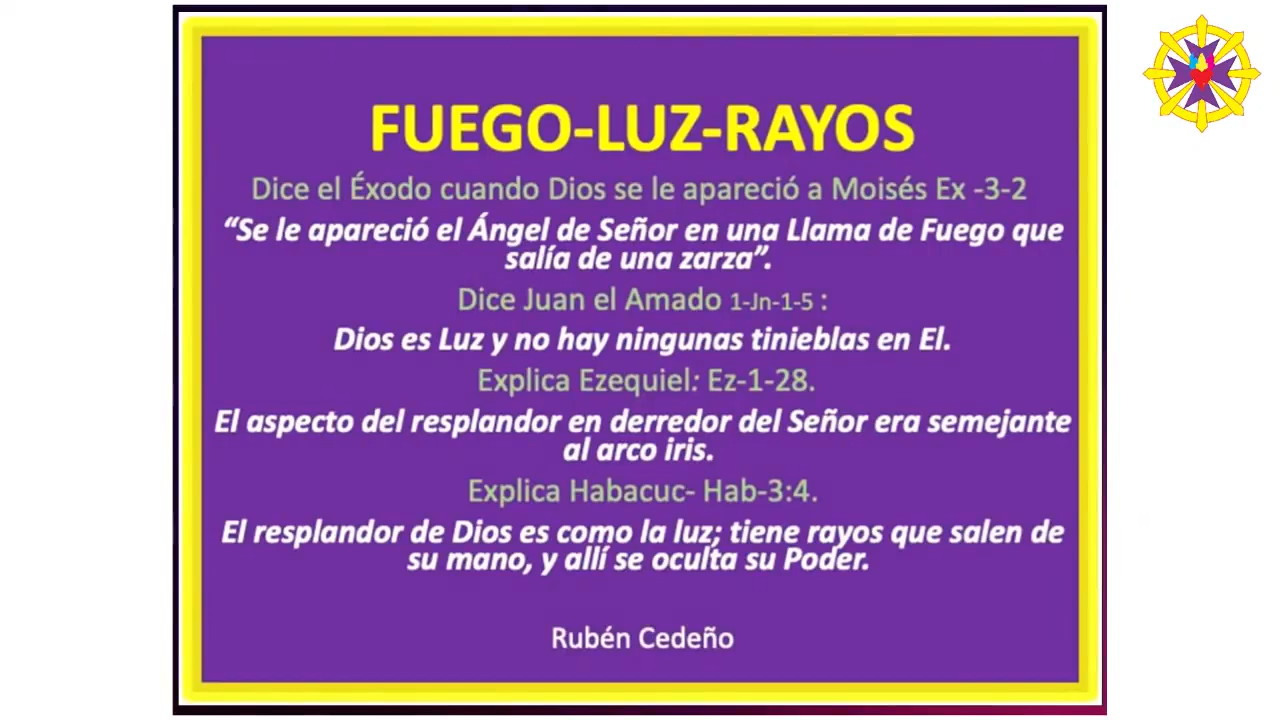 FUEGO-LUZ-RAYOS
Dice el Éxodo cuando Dios se le apareció a Moisés Ex -3-2
“Se le apareció el Ángel de Señor en una Llama de Fuego que
salía de una zarza”.
Dice Juan el Amado 1-Jn-1-5 :
Dios es Luz y no hay ningunas tinieblas en El.
Explica Ezequiel: Ez-1-28.
El aspecto del resplandor en derredor del Señor era semejante
al arco iris.
Explica Habacuc- Hab-3:4.
El resplandor de Dios es como la luz; tiene rayos que salen de
su mano, y allí se oculta su Poder.
Rubén Cedeño